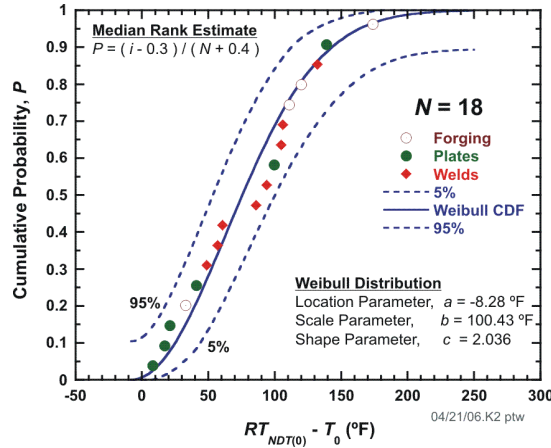 Median Rank Estimate
P = ( i - 0.3 ) / ( N + 0.4 )
Cumulative Probability, P
1
0.9
0.8
0.7
0.6
0.5
0.4
0.3
0.2
0.1
0
N = 18
Forging
Plates
Welds
5%
Weibull CDF
95%
95%
5%
Weibull Distribution
Location Parameter, a = -8.28 ºF
Scale Parameter, b = 100.43 ºF
Shape Parameter, c = 2.036
-50 0 50 100 150 200 250 300
RT_NDT(0) - T_0 (ºF)
04/21/06.K2 ptw